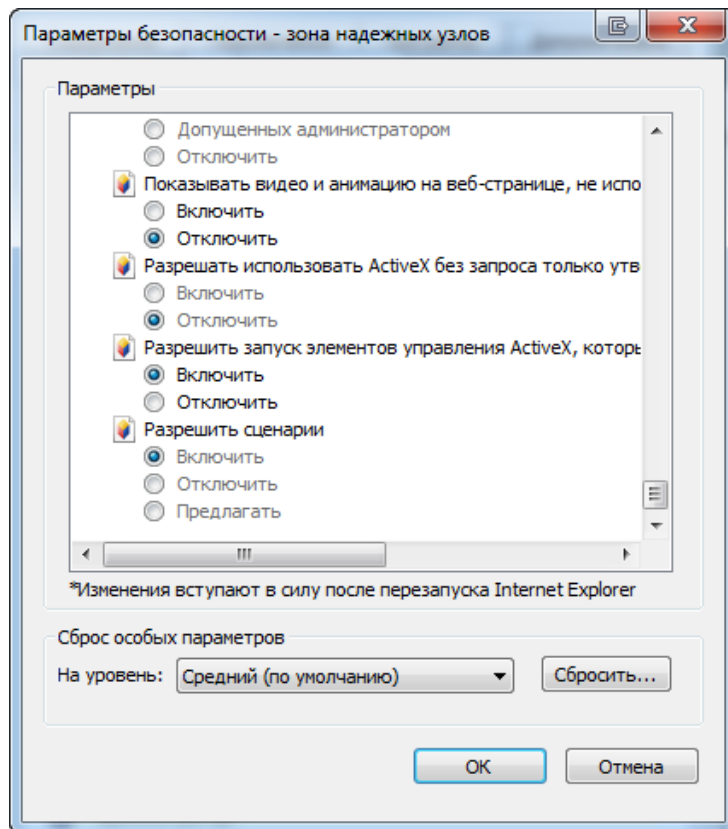 Параметры безопасности - зона надежных узлов
Параметры
Допущенных администратором
Отключить
Показывать видео и анимацию на веб-странице, не испо
Включить
Отключить
Разрешать использовать ActiveX без запроса только утв
Включить
Отключить
Разрешить запуск элементов управления ActiveX, которы
Включить
Отключить
Разрешить сценарии
Включить
Отключить
Предлагать
*Изменения вступают в силу после перезапуска Internet Explorer
Сброс особых параметров
На уровень: Средний (по умолчанию) Сбросить...
ОК Отмена